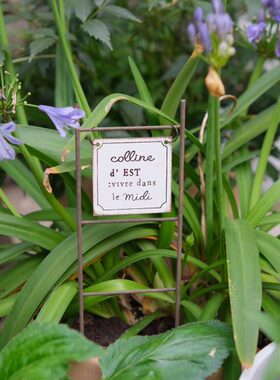 colline
d' EST
:vivre dans
le Midi